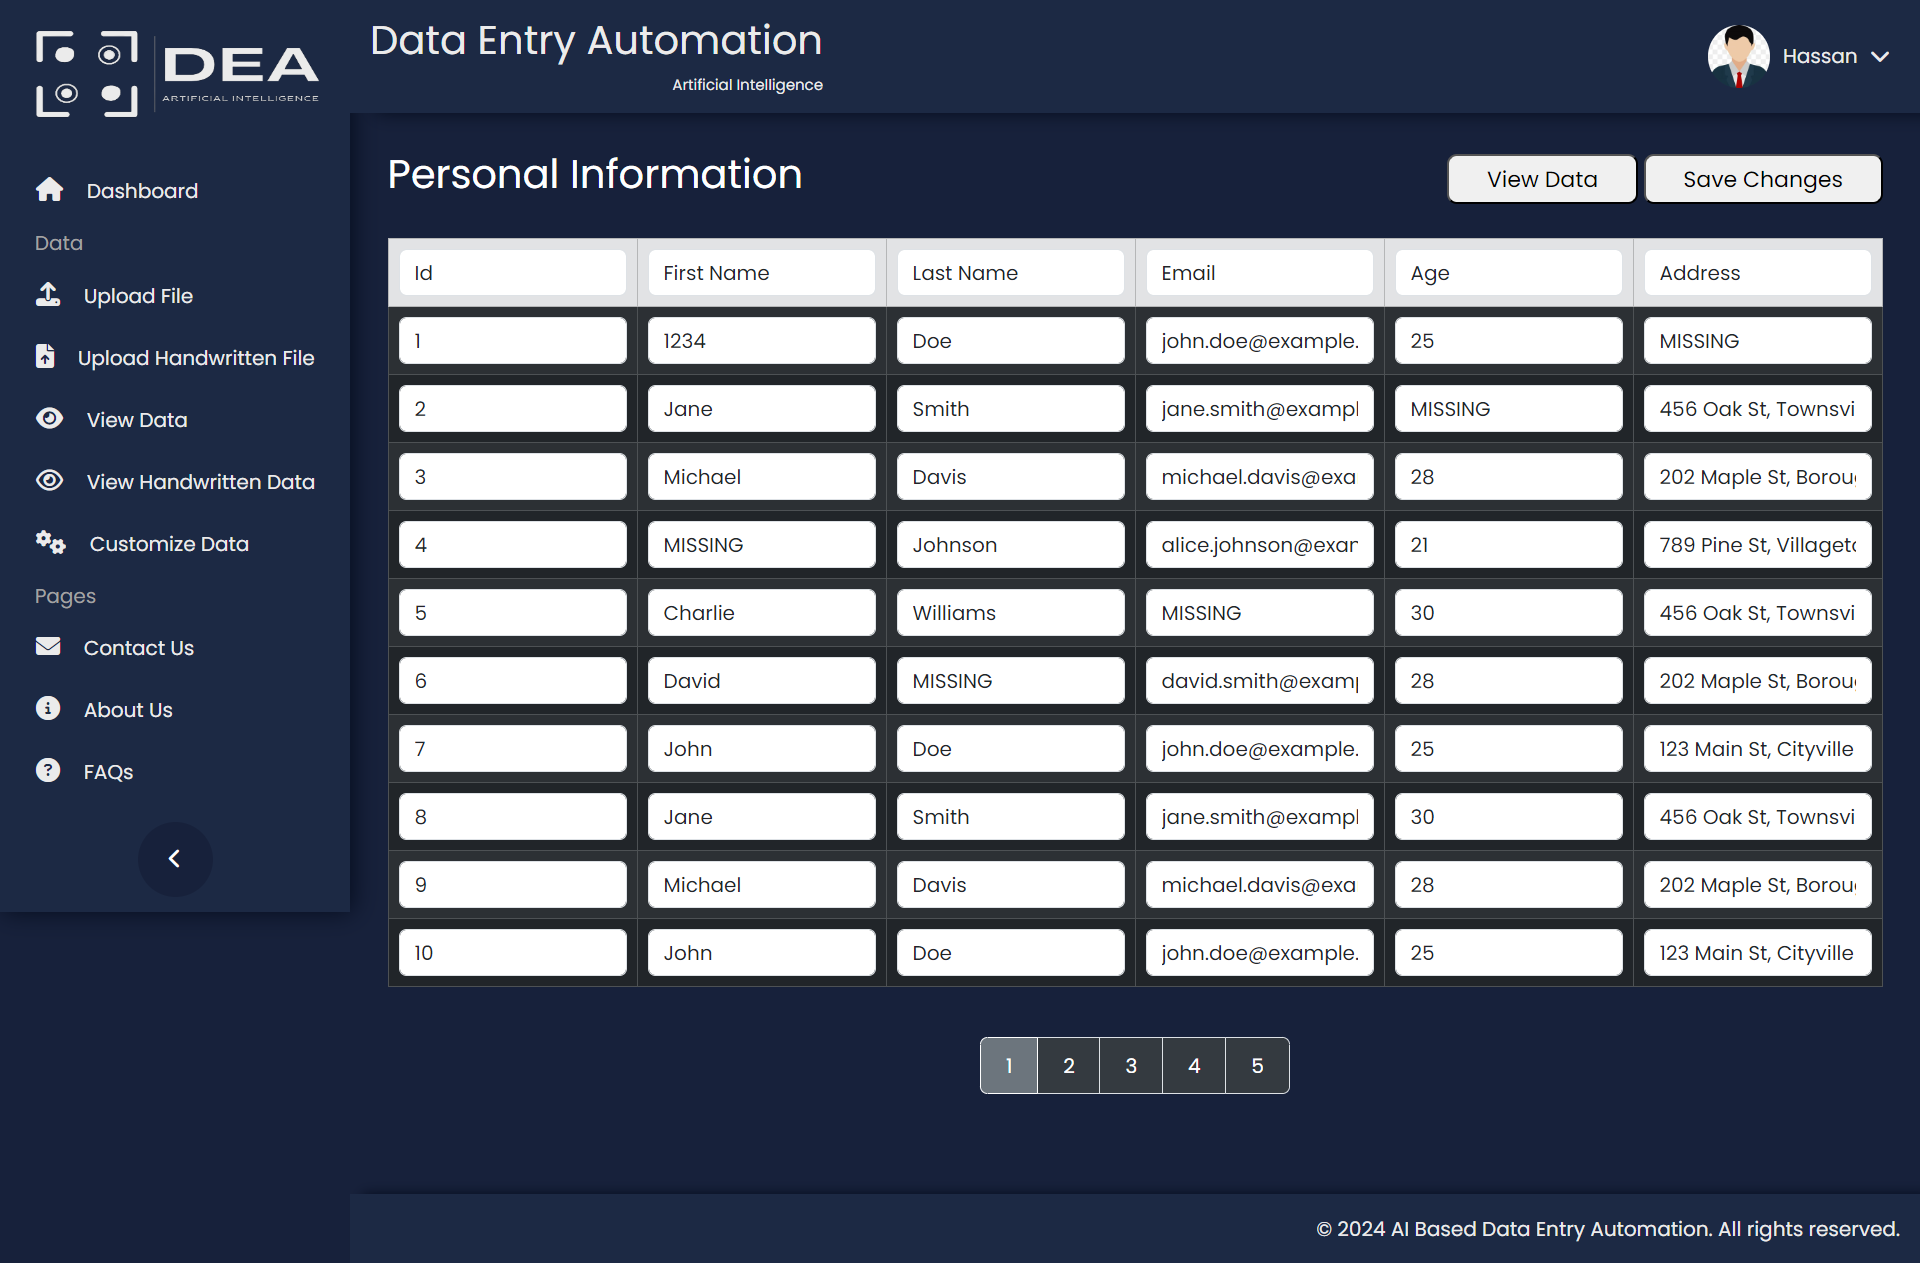 DEA
ARTIFICIAL INTELLIGENCE
Data Entry Automation
Artificial Intelligence
Hassan
Dashboard
Data
Upload File
Upload Handwritten File
View Data
View Handwritten Data
Customize Data
Pages
Contact Us
About Us
FAQs
Personal Information
View Data Save Changes
Id First Name Last Name Email Age Address
1 1234 Doe john.doe@example. 25 MISSING
2 Jane Smith jane.smith@exampl MISSING 456 Oak St, Townsvi
3 Michael Davis michael.davis@exa 28 202 Maple St, Boroug
4 MISSING Johnson alice.johnson@exam 21 789 Pine St, Villageto
5 Charlie Williams MISSING 30 456 Oak St, Townsvi
6 David MISSING david.smith@examp 28 202 Maple St, Boroug
7 John Doe john.doe@example. 25 123 Main St, Cityville
8 Jane Smith jane.smith@exampl 30 456 Oak St, Townsvi
9 Michael Davis michael.davis@exa 28 202 Maple St, Boroug
10 John Doe john.doe@example. 25 123 Main St, Cityville
1 2 3 4 5
© 2024 AI Based Data Entry Automation. All rights reserved.